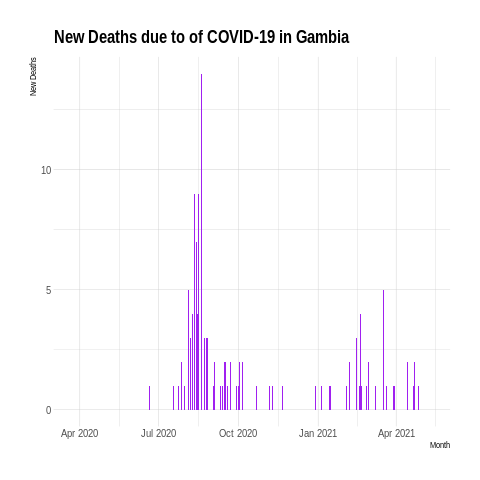 New Deaths due to of COVID-19 in Gambia
New Deaths
10
5
0
Apr 2020 Jul 2020 Oct 2020 Jan 2021 Apr 2021
Month